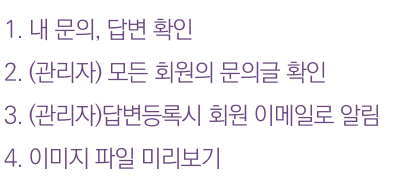 1. 내 문의, 답변 확인
2. (관리자) 모든 회원의 문의글 확인
3. (관리자)답변등록시 회원 이메일로 알림
4. 이미지 파일 미리보기